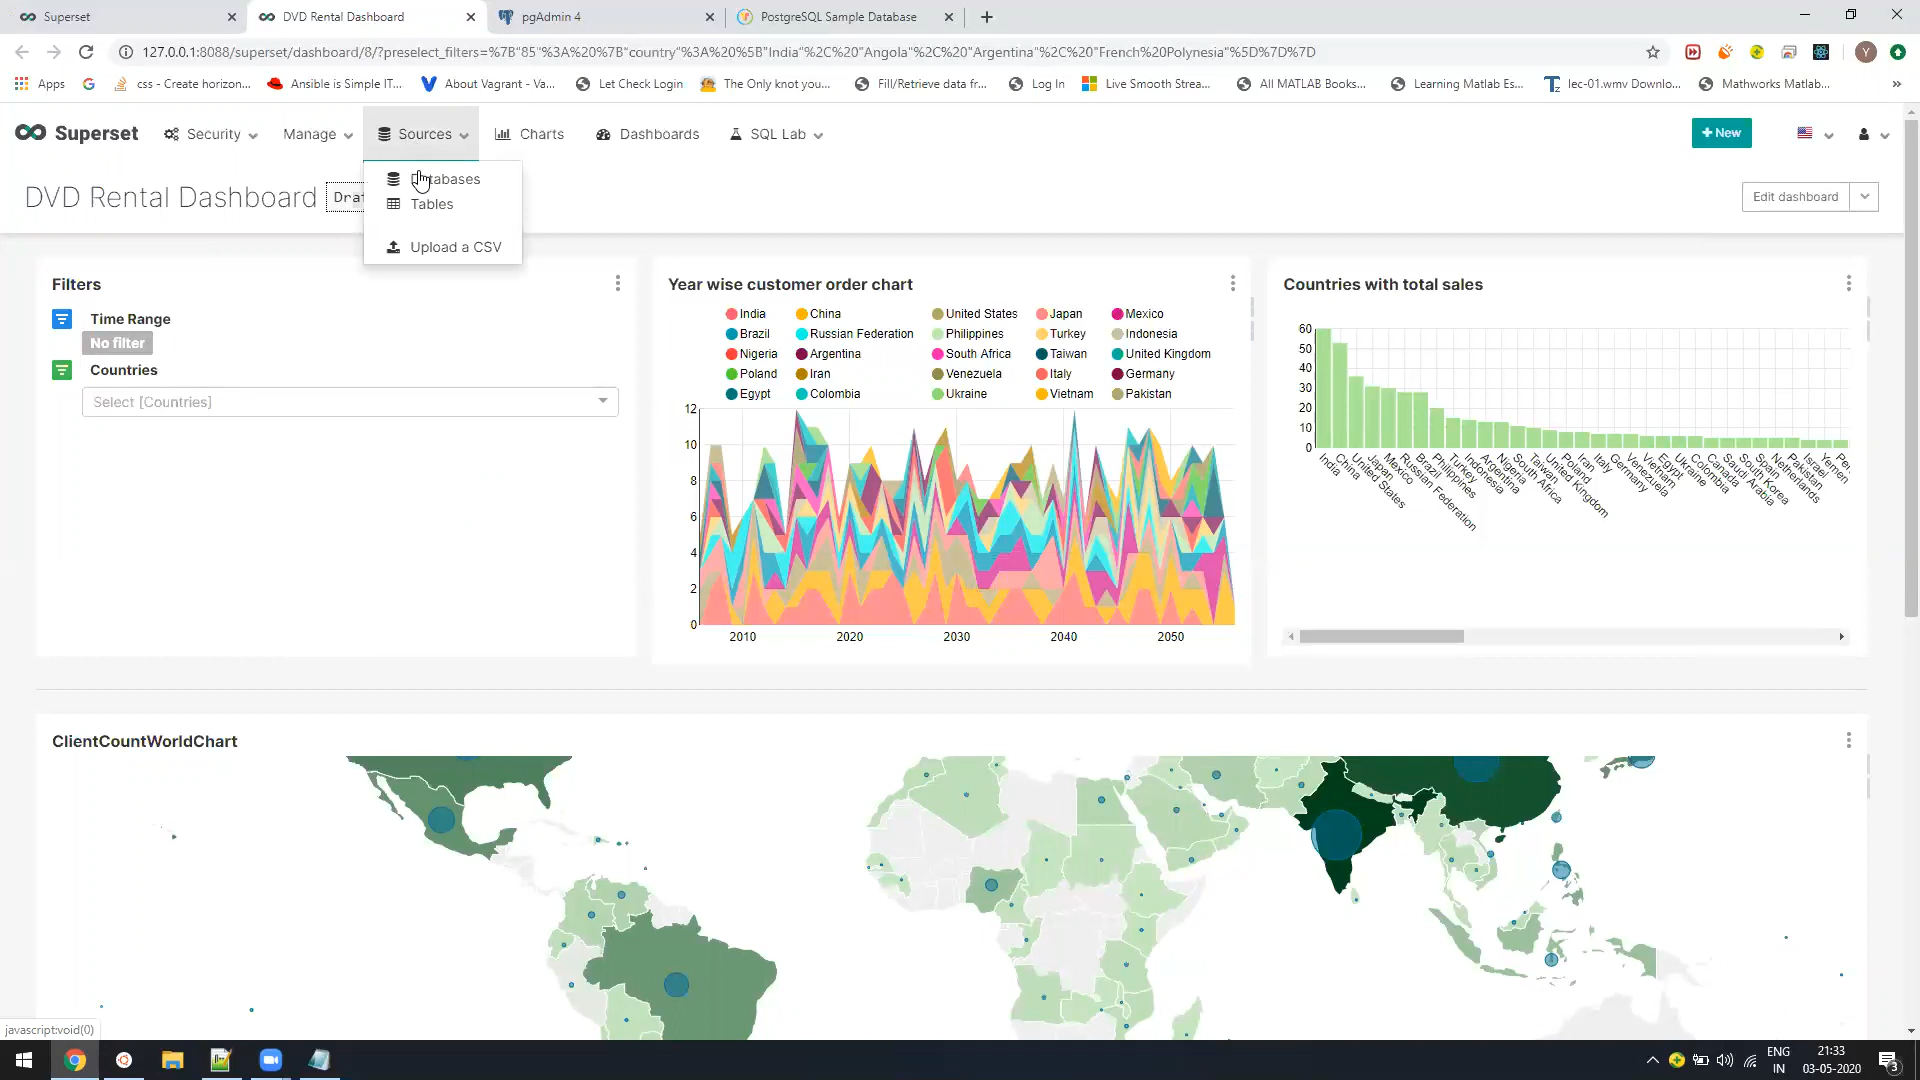 Superset
DVD Rental Dashboard
pgAdmin 4
PostgreSQL Sample Database
127.0.0.1:8088/superset/dashboard/8/?preselect_filters=%7B"85"%3A%20%7B"country"%3A%20%5B"India"%2C%20"Angola"%2C%20"Argentina"%2C%20"French%20Polynesia"%5D%7D%7D
Y
Apps
css - Create horizon...
Ansible is Simple IT...
About Vagrant - Va...
Let Check Login
The Only knot you...
Fill/Retrieve data fr...
Log In
Live Smooth Strea...
All MATLAB Books...
Learning Matlab Es...
lec-01.wmv Downlo...
Mathworks Matlab...
Superset
Security
Manage
Sources
Charts
Dashboards
SQL Lab
+ New
Databases
Tables
Upload a CSV
DVD Rental Dashboard
Edit dashboard
Filters
Time Range
No filter
Countries
Select [Countries]
Year wise customer order chart
India China United States Japan Mexico
Brazil Russian Federation Philippines Turkey Indonesia
Nigeria Argentina South Africa Taiwan United Kingdom
Poland Iran Venezuela Italy Germany
Egypt Colombia Ukraine Vietnam Pakistan
12
10
8
6
4
2
0
2010 2020 2030 2040 2050
Countries with total sales
60
50
40
30
20
10
0
India
China
United States
Japan
Mexico
Russian Federation
Brazil
Philippines
Turkey
Indonesia
Argentina
Nigeria
South Africa
Taiwan
United Kingdom
Poland
Iran
Italy
Germany
Venezuela
Vietnam
Egypt
Ukraine
Colombia
Canada
Saudi Arabia
South Korea
Spain
Netherlands
Pakistan
Israel
Yemen
ClientCountWorldChart
javascript:void(0)
ENG
IN
21:33
03-05-2020
3